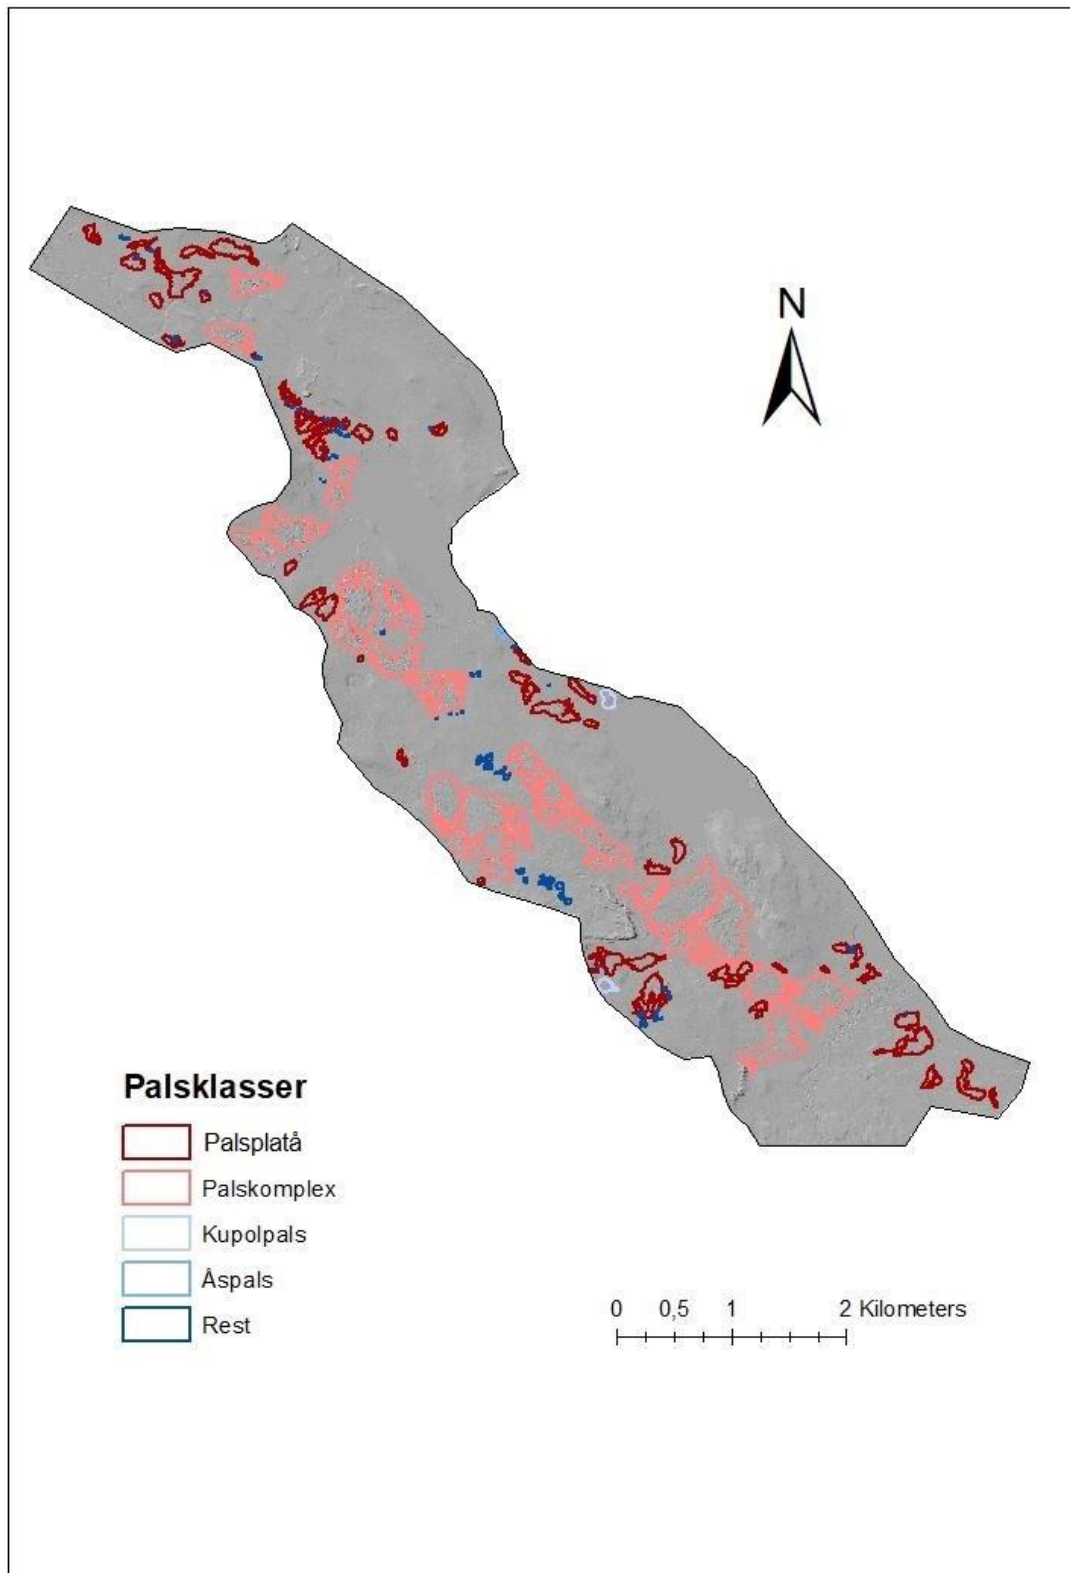 N
Palsklasser
Palsplatå
Palskomplex
Kupolpals
Åspals
Rest
0 0,5 1 2 Kilometers